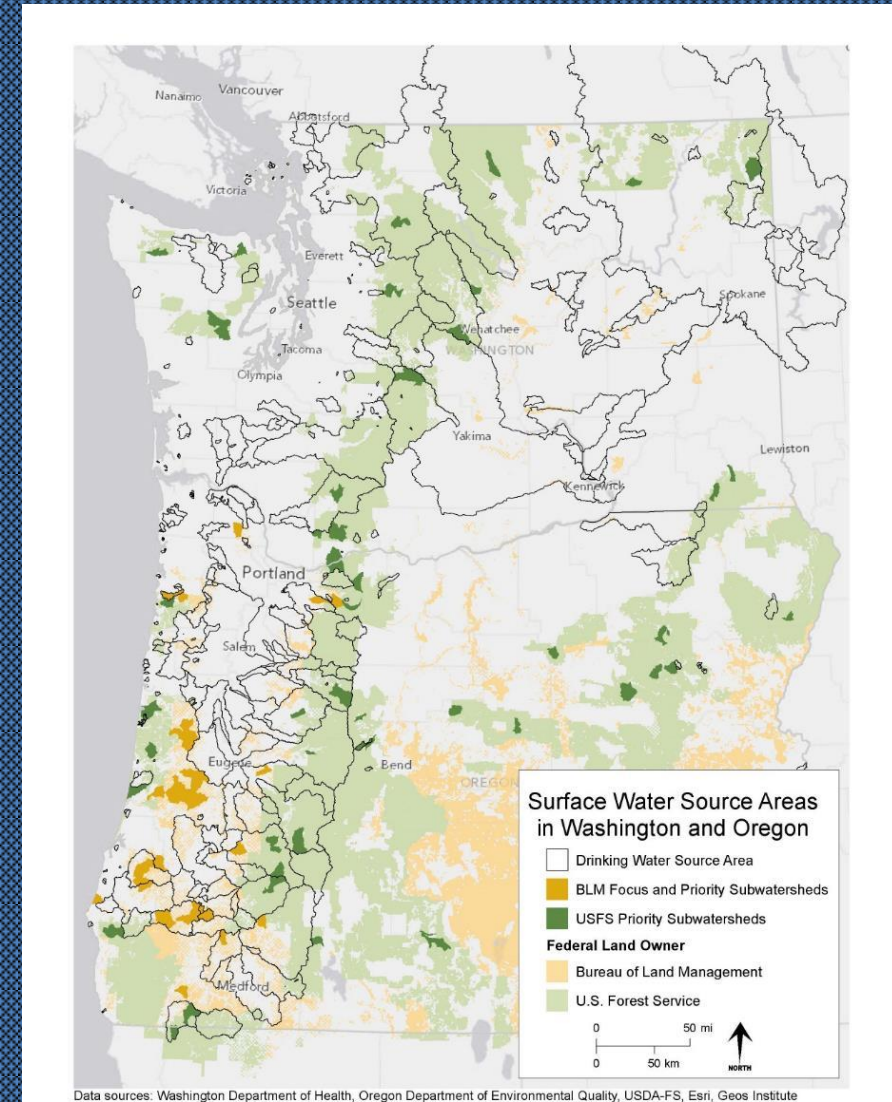 Nanaimo
Vancouver
Abbotsford
Victoria
Everett
Seattle
Spokane
Wenatchee
WASHINGTON
Tacoma
Olympia
Yakima
Lewiston
Kennewick
Portland
Salem
Eugene
Bend
OREGON
Medford
Surface Water Source Areas
in Washington and Oregon
Drinking Water Source Area
BLM Focus and Priority Subwatersheds
USFS Priority Subwatersheds
Federal Land Owner
Bureau of Land Management
U.S. Forest Service
0 50 mi
0 50 km
NORTH
Data sources: Washington Department of Health, Oregon Department of Environmental Quality, USDA-FS, Esri, Geos Institute